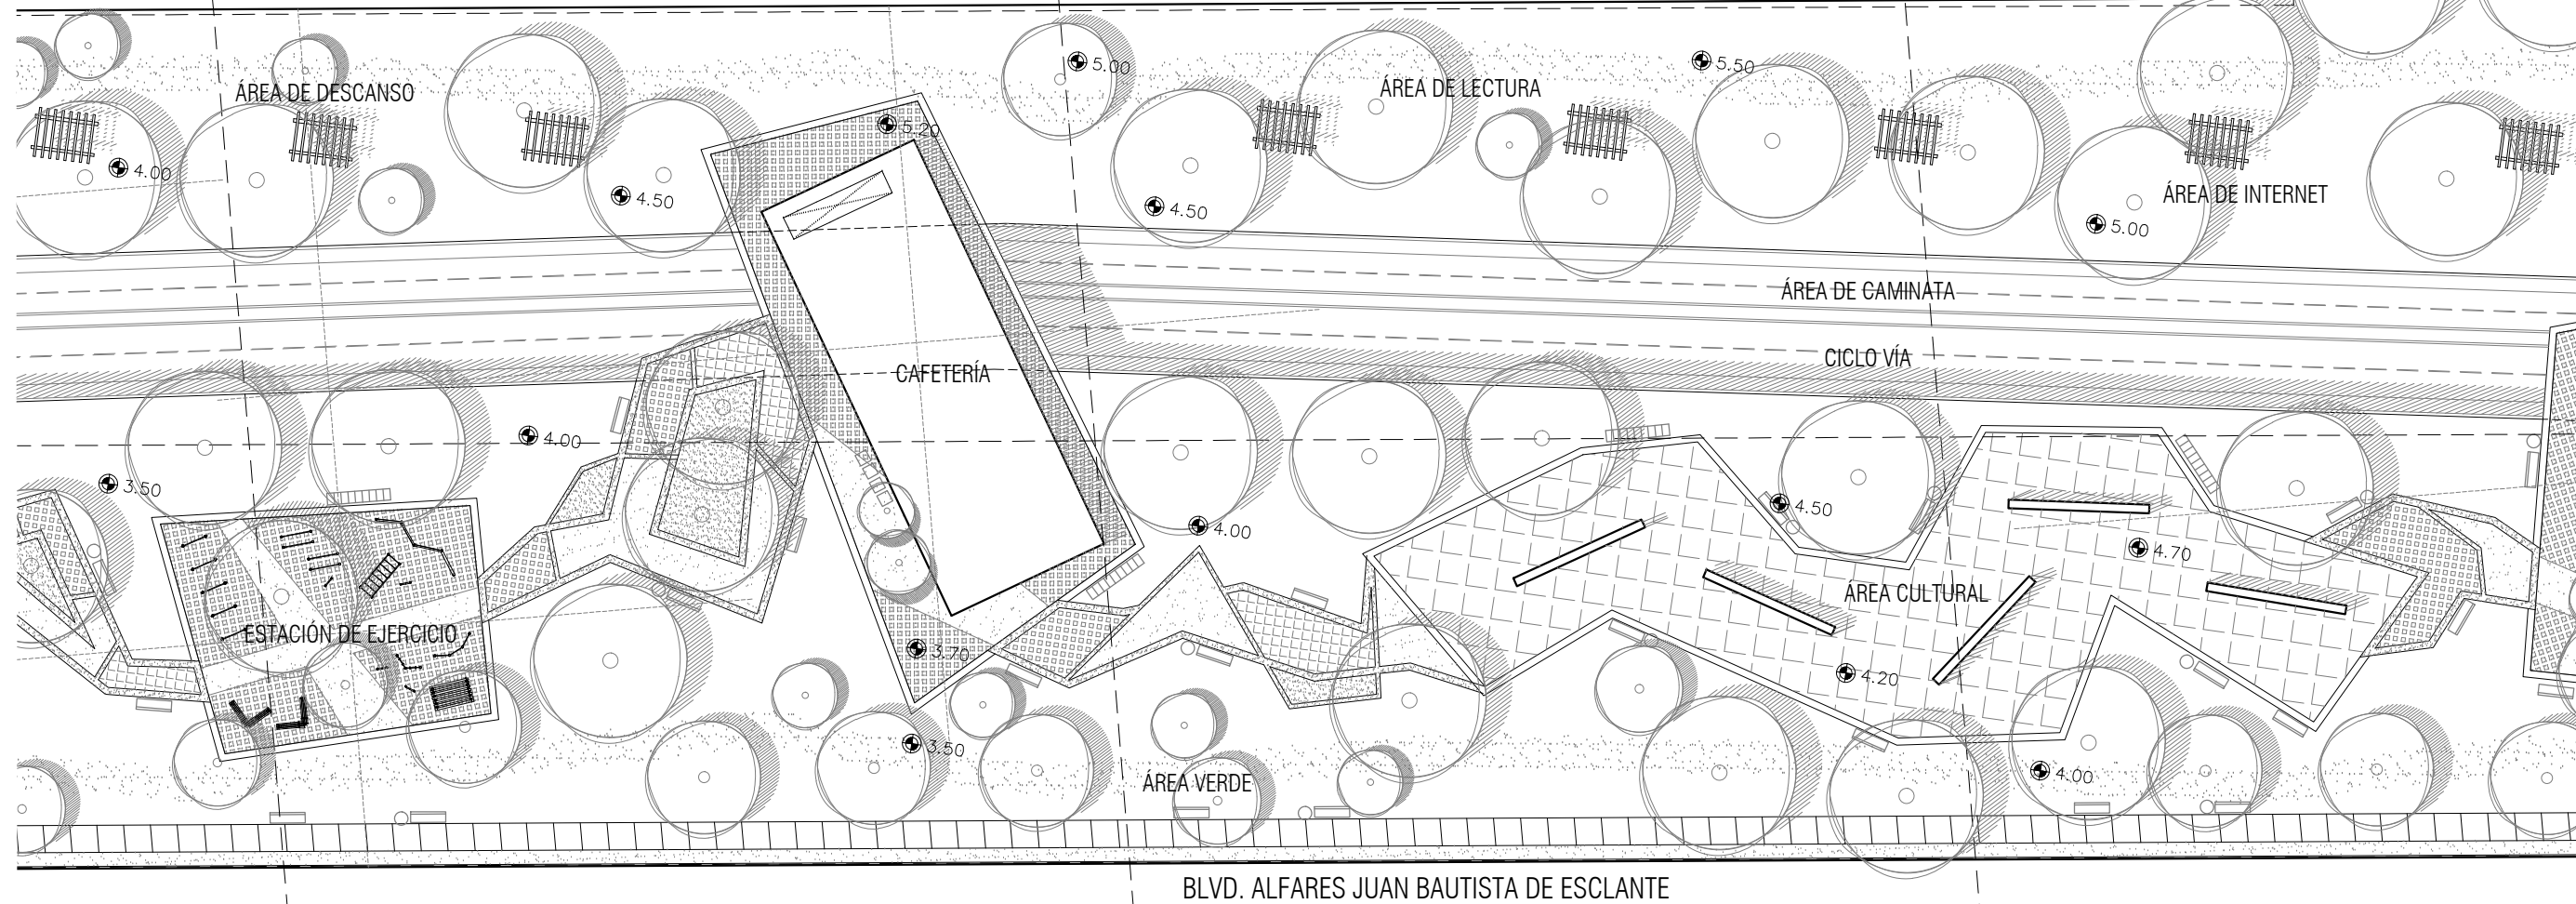 5.00
5.50
ÁREA DE DESCANSO
ÁREA DE LECTURA
5.20
4.00
4.50
4.50
ÁREA DE INTERNET
5.00
ÁREA DE CAMINATA
CICLO VÍA
CAFETERÍA
4.00
3.50
4.50
4.00
4.70
ÁREA CULTURAL
ESTACIÓN DE EJERCICIO
3.70
4.20
3.50
4.00
ÁREA VERDE
BLVD. ALFARES JUAN BAUTISTA DE ESCLANTE